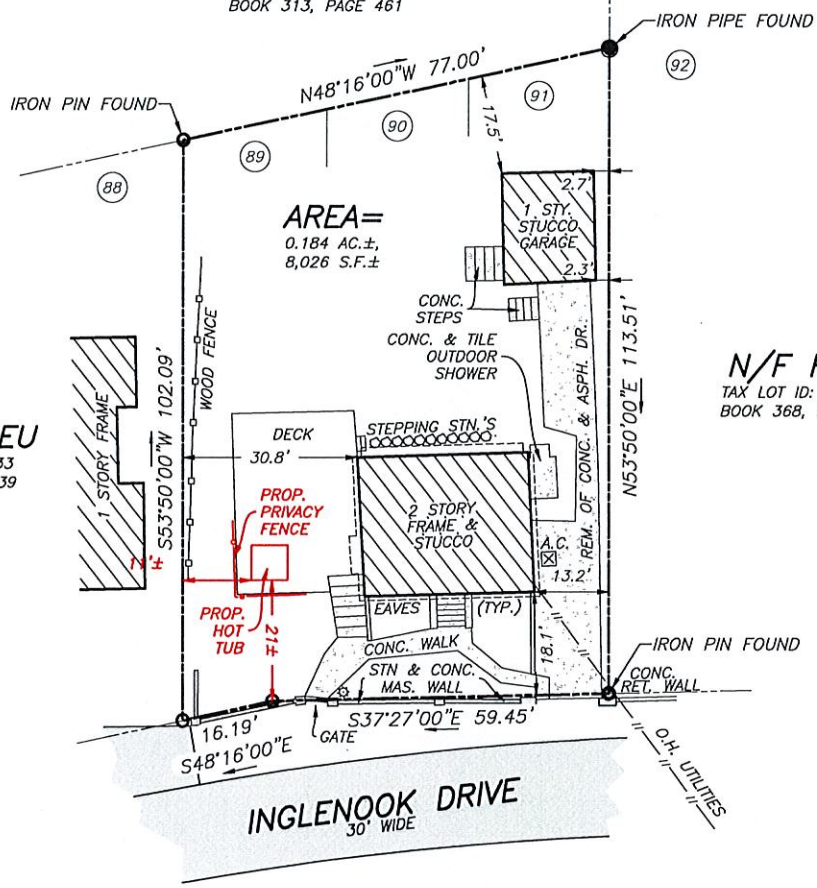 BOOK 313, PAGE 461
IRON PIPE FOUND
N48°16'00"W 77.00'
IRON PIN FOUND
92
91
90
89
88
17.5'
AREA=
0.184 AC.±,
8,026 S.F.±
2.7'
1 STY.
STUCCO
GARAGE
2.3'
CONC.
STEPS
CONC. & TILE
OUTDOOR
SHOWER
WOOD FENCE
S53°50'00"W 102.09'
1 STORY FRAME
EU
33
39
N53°50'00"E 113.51'
N/F
TAX LOT ID:
BOOK 368,
REM. OF CONC. & ASPH. DR.
DECK
STEPPING STN.'S
30.8'
PROP.
PRIVACY
FENCE
2 STORY
FRAME &
STUCCO
A.C.
13.2'
11'±
PROP.
HOT
TUB
21±
EAVES
(TYP.)
CONC. WALK
18.1'
STN & CONC.
MAS. WALL
IRON PIN FOUND
CONC.
RET. WALL
S37°27'00"E 59.45'
GATE
16.19'
S48°16'00"E
O.H. UTILITIES
INGLENOOK DRIVE
30' WIDE